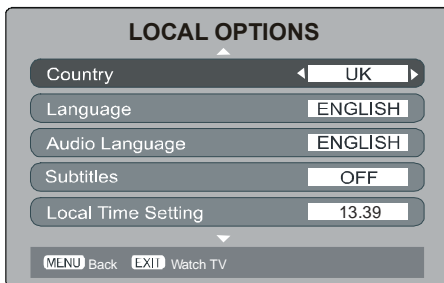 LOCAL OPTIONS
Country UK
Language ENGLISH
Audio Language ENGLISH
Subtitles OFF
Local Time Setting 13.39
MENU Back EXIT Watch TV